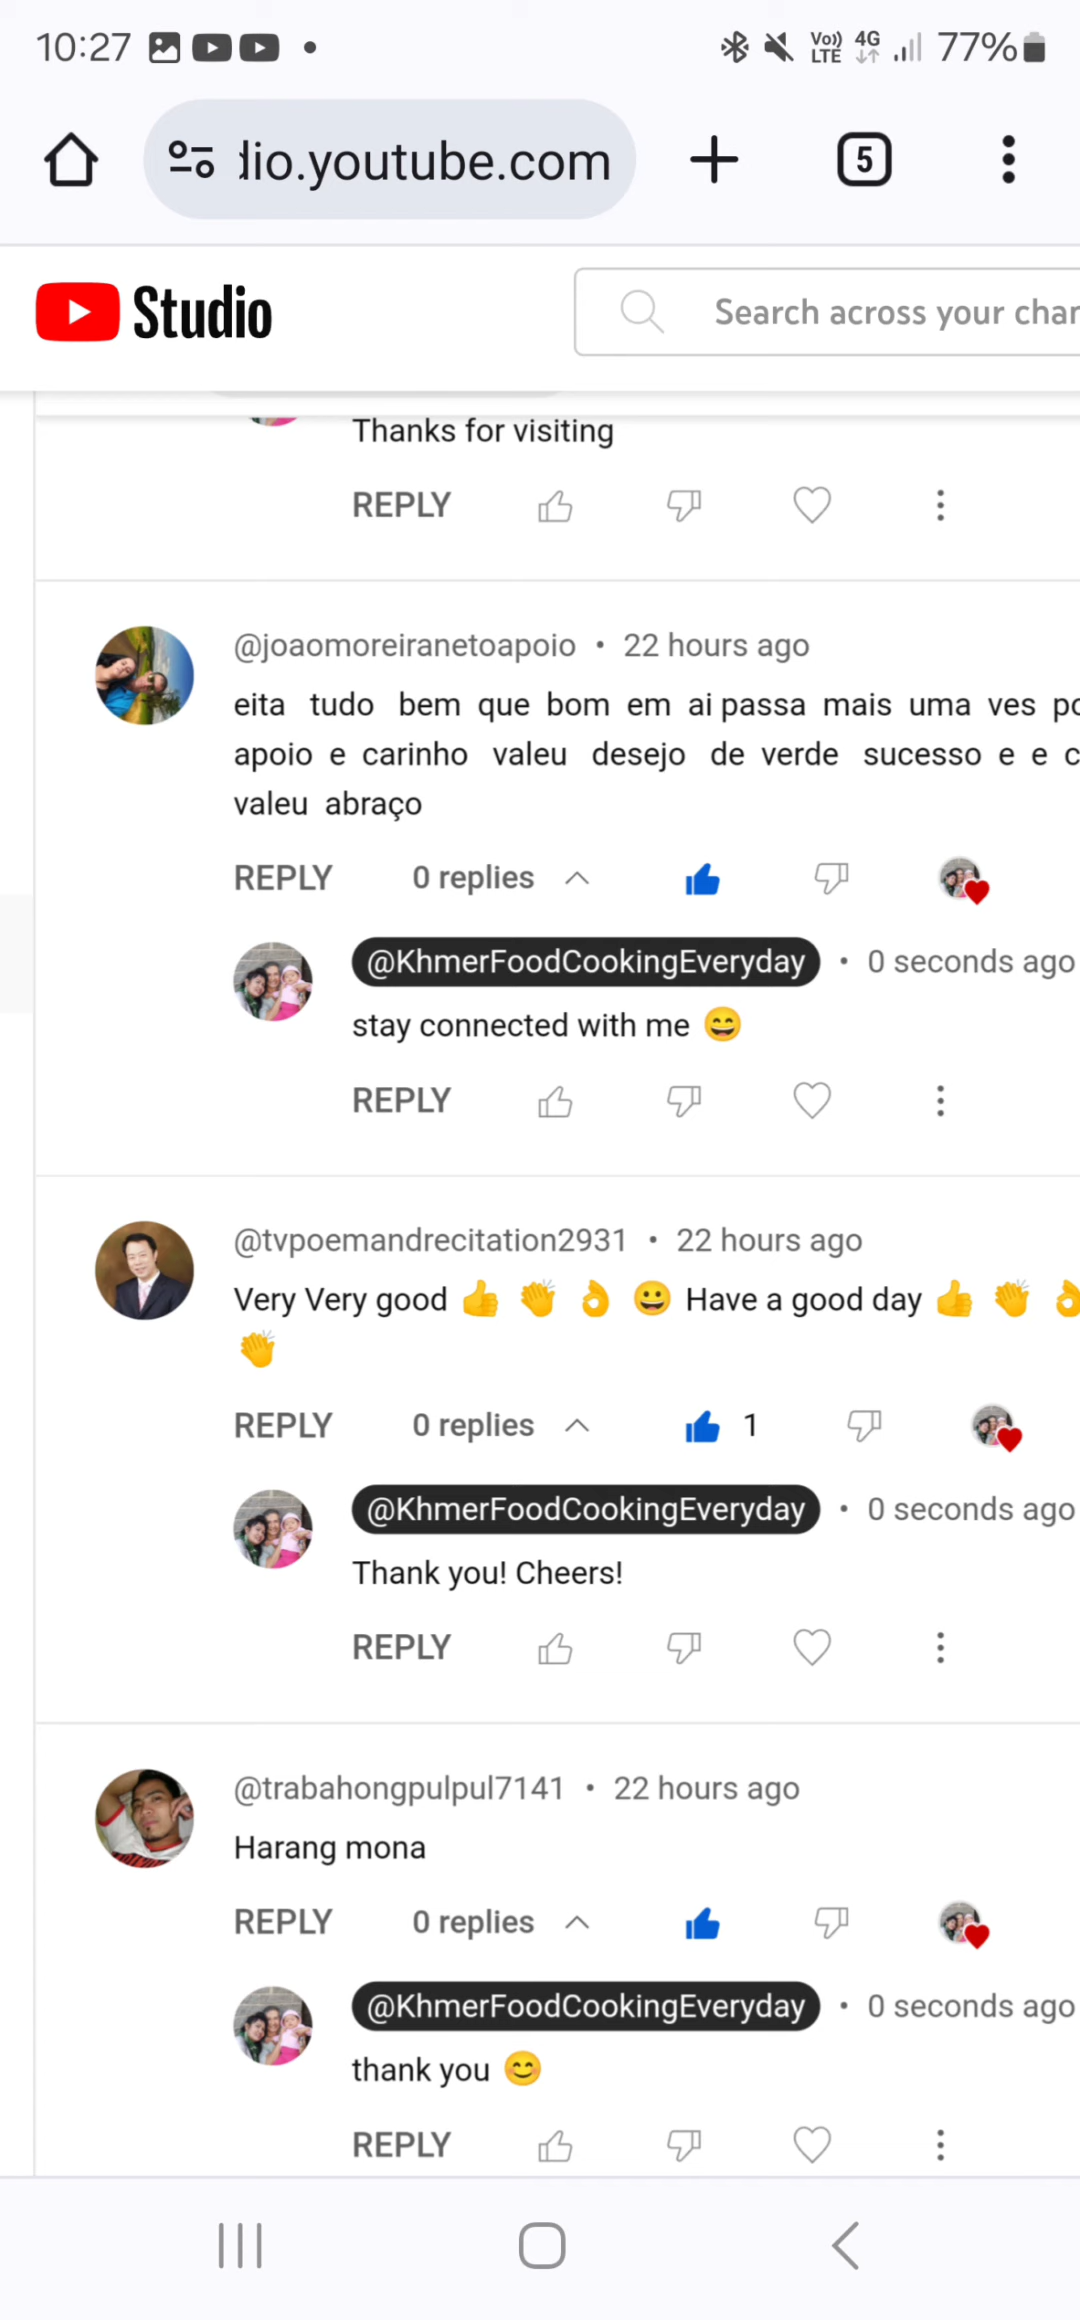 10:27
Vo)) LTE 4G 77%
dio.youtube.com
5
Studio
Search across your
Thanks for visiting
REPLY
@joaomoreiranetoapoio • 22 hours ago
eita tudo bem que bom em ai passa mais uma ves
apoio e carinho valeu desejo de verde sucesso e e
valeu abraço
REPLY 0 replies
@KhmerFoodCookingEveryday • 0 seconds ago
stay connected with me 😄
REPLY
@tvpoemandrecitation2931 • 22 hours ago
Very Very good 👍 👏 👌 😀 Have a good day 👍 👏 👌
👏
REPLY 0 replies 1
@KhmerFoodCookingEveryday • 0 seconds ago
Thank you! Cheers!
REPLY
@trabahongpulpul7141 • 22 hours ago
Harang mona
REPLY 0 replies
@KhmerFoodCookingEveryday • 0 seconds ago
thank you 😊
REPLY